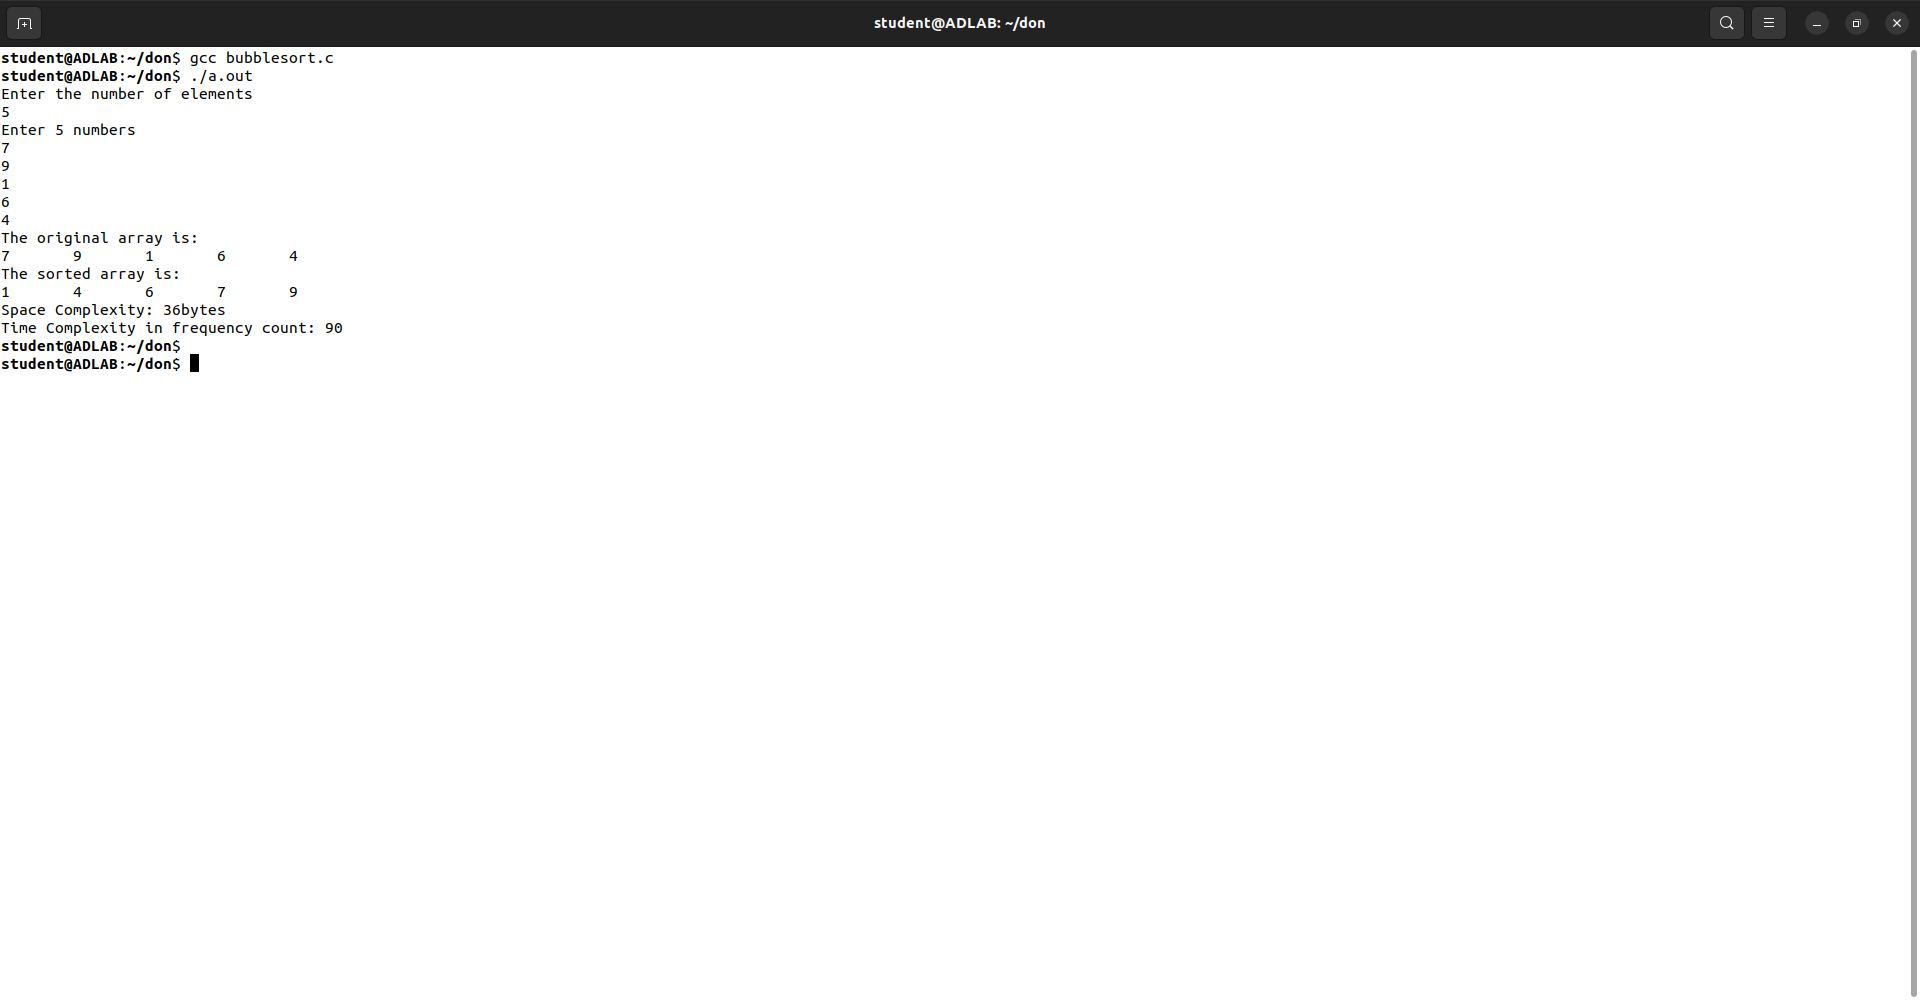 student@ADLAB: ~/don
student@ADLAB:~/don$ gcc bubblesort.c
student@ADLAB:~/don$ ./a.out
Enter the number of elements
5
Enter 5 numbers
7
9
1
6
4
The original array is:
7       9       1       6       4
The sorted array is:
1       4       6       7       9
Space Complexity: 36bytes
Time Complexity in frequency count: 90
student@ADLAB:~/don$
student@ADLAB:~/don$